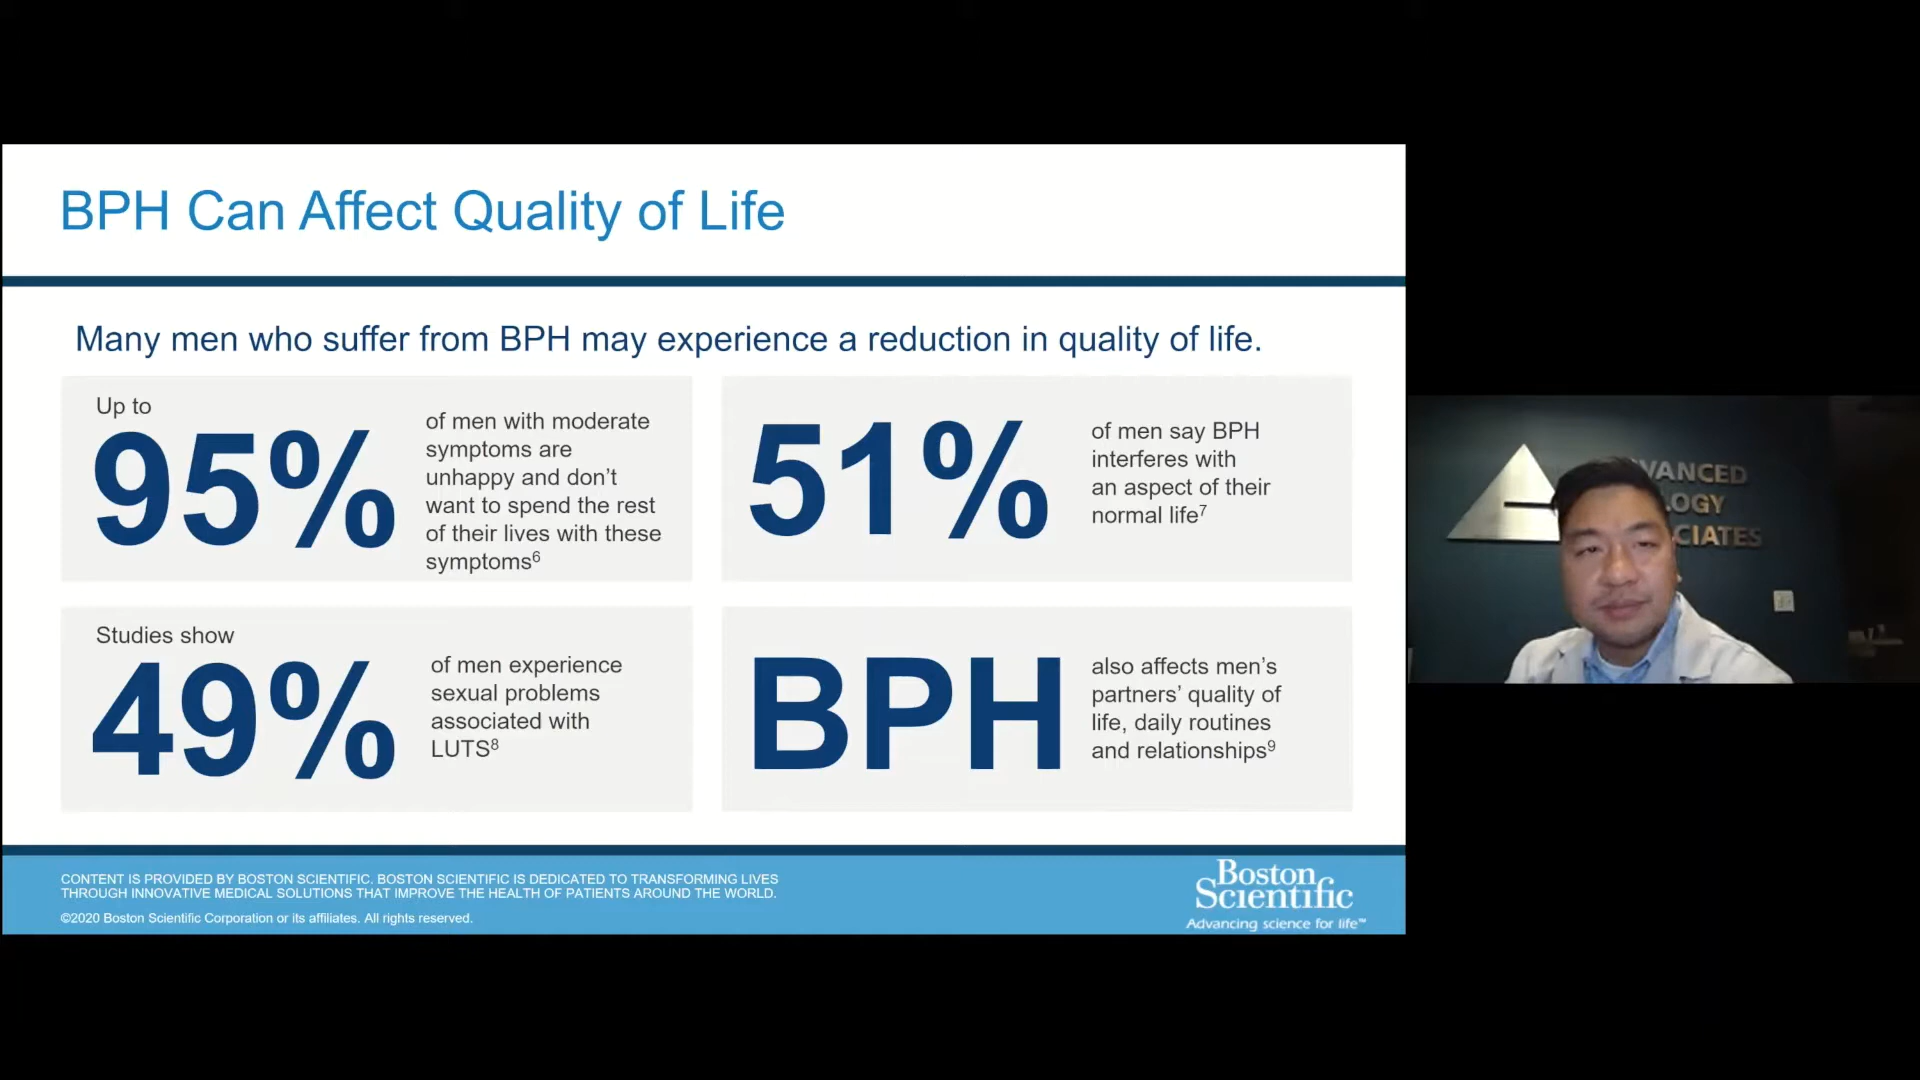 BPH Can Affect Quality of Life
Many men who suffer from BPH may experience a reduction in quality of life.
Up to
95%
of men with moderate
symptoms are
unhappy and don’t
want to spend the rest
of their lives with these
symptoms⁶
51%
of men say BPH
interferes with
an aspect of their
normal life⁷
Studies show
49%
of men experience
sexual problems
associated with
LUTS⁸
BPH
also affects men’s
partners’ quality of
life, daily routines
and relationships⁹
CONTENT IS PROVIDED BY BOSTON SCIENTIFIC. BOSTON SCIENTIFIC IS DEDICATED TO TRANSFORMING LIVES
THROUGH INNOVATIVE MEDICAL SOLUTIONS THAT IMPROVE THE HEALTH OF PATIENTS AROUND THE WORLD.
©2020 Boston Scientific Corporation or its affiliates. All rights reserved.
Boston
Scientific
Advancing science for life™